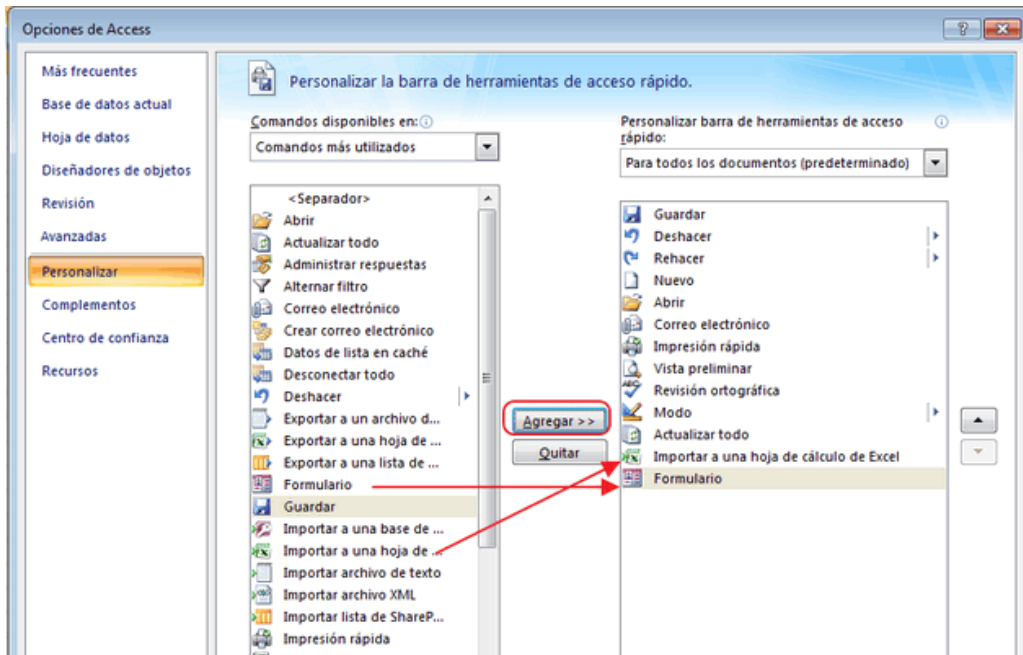 Opciones de Access
Más frecuentes
Base de datos actual
Hoja de datos
Diseñadores de objetos
Revisión
Avanzadas
Personalizar
Complementos
Centro de confianza
Recursos
Personalizar la barra de herramientas de acceso rápido.
Comandos disponibles en:
Comandos más utilizados
<Separador>
Abrir
Actualizar todo
Administrar respuestas
Alternar filtro
Correo electrónico
Crear correo electrónico
Datos de lista en caché
Desconectar todo
Deshacer
Exportar a un archivo d...
Exportar a una hoja de ...
Exportar a una lista de ...
Formulario
Guardar
Importar a una base de ...
Importar a una hoja de ...
Importar archivo de texto
Importar archivo XML
Importar lista de ShareP...
Impresión rápida
Agregar >>
Quitar
Personalizar barra de herramientas de acceso
rápido:
Para todos los documentos (predeterminado)
Guardar
Deshacer
Rehacer
Nuevo
Abrir
Correo electrónico
Impresión rápida
Vista preliminar
Revisión ortográfica
Modo
Actualizar todo
Importar a una hoja de cálculo de Excel
Formulario